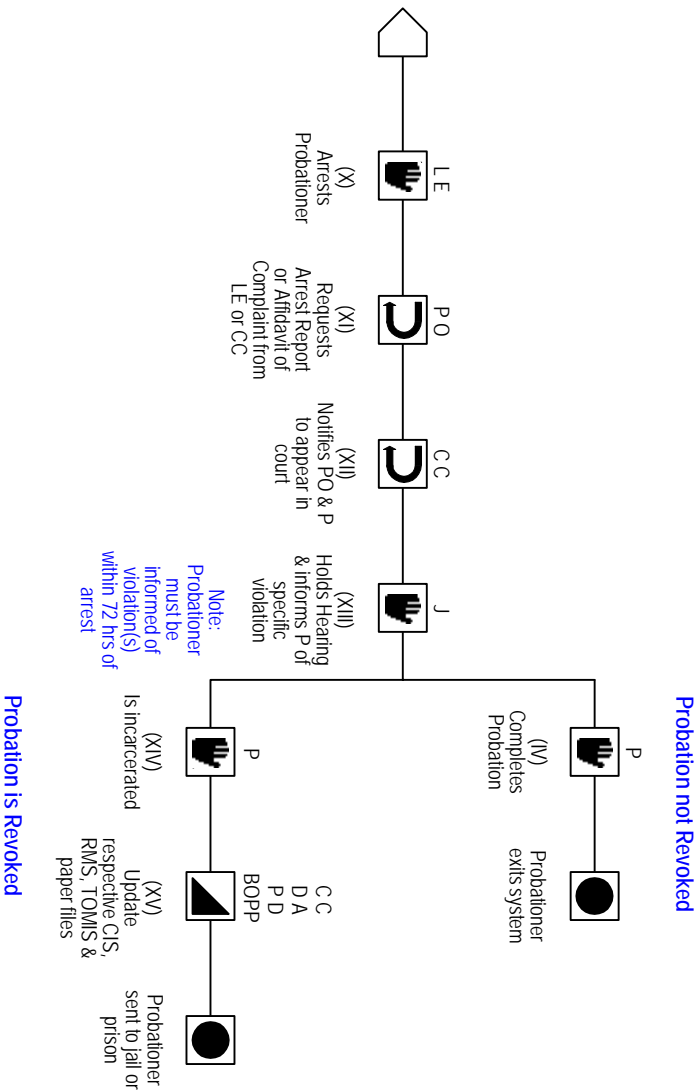 Probation not Revoked
P
(IV)
Completes
Probation
Probationer
exits system
L E
(X)
Arrests
Probationer
P O
(XI)
Requests
Arrest Report
or Affidavit of
Complaint from
LE or CC
C C
(XII)
Notifies PO & P
to appear in
court
J
(XIII)
Holds Hearing
& informs P of
specific
violation
Note:
Probationer
must be
informed of
violation(s)
within 72 hrs of
arrest
P
(XIV)
Is incarcerated
C C
D A
P D
BOPP
(XV)
Update
respective CIS,
RMS, TOMIS &
paper files
Probationer
sent to jail or
prison
Probation is Revoked